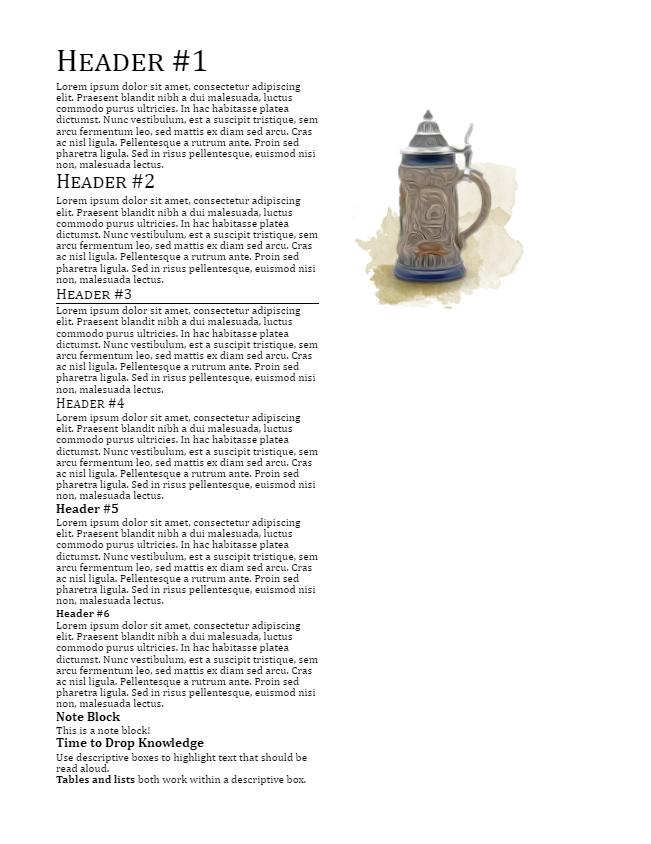 HEADER #1
Lorem ipsum dolor sit amet, consectetur adipiscing
elit. Praesent blandit nibh a dui malesuada, luctus
commodo purus ultricies. In hac habitasse platea
dictumst. Nunc vestibulum, est a suscipit tristique, sem
arcu fermentum leo, sed mattis ex diam sed arcu. Cras
ac nisl ligula. Pellentesque a rutrum ante. Proin sed
pharetra ligula. Sed in risus pellentesque, euismod nisi
non, malesuada lectus.
HEADER #2
Lorem ipsum dolor sit amet, consectetur adipiscing
elit. Praesent blandit nibh a dui malesuada, luctus
commodo purus ultricies. In hac habitasse platea
dictumst. Nunc vestibulum, est a suscipit tristique, sem
arcu fermentum leo, sed mattis ex diam sed arcu. Cras
ac nisl ligula. Pellentesque a rutrum ante. Proin sed
pharetra ligula. Sed in risus pellentesque, euismod nisi
non, malesuada lectus.
HEADER #3
Lorem ipsum dolor sit amet, consectetur adipiscing
elit. Praesent blandit nibh a dui malesuada, luctus
commodo purus ultricies. In hac habitasse platea
dictumst. Nunc vestibulum, est a suscipit tristique, sem
arcu fermentum leo, sed mattis ex diam sed arcu. Cras
ac nisl ligula. Pellentesque a rutrum ante. Proin sed
pharetra ligula. Sed in risus pellentesque, euismod nisi
non, malesuada lectus.
HEADER #4
Lorem ipsum dolor sit amet, consectetur adipiscing
elit. Praesent blandit nibh a dui malesuada, luctus
commodo purus ultricies. In hac habitasse platea
dictumst. Nunc vestibulum, est a suscipit tristique, sem
arcu fermentum leo, sed mattis ex diam sed arcu. Cras
ac nisl ligula. Pellentesque a rutrum ante. Proin sed
pharetra ligula. Sed in risus pellentesque, euismod nisi
non, malesuada lectus.
Header #5
Lorem ipsum dolor sit amet, consectetur adipiscing
elit. Praesent blandit nibh a dui malesuada, luctus
commodo purus ultricies. In hac habitasse platea
dictumst. Nunc vestibulum, est a suscipit tristique, sem
arcu fermentum leo, sed mattis ex diam sed arcu. Cras
ac nisl ligula. Pellentesque a rutrum ante. Proin sed
pharetra ligula. Sed in risus pellentesque, euismod nisi
non, malesuada lectus.
Header #6
Lorem ipsum dolor sit amet, consectetur adipiscing
elit. Praesent blandit nibh a dui malesuada, luctus
commodo purus ultricies. In hac habitasse platea
dictumst. Nunc vestibulum, est a suscipit tristique, sem
arcu fermentum leo, sed mattis ex diam sed arcu. Cras
ac nisl ligula. Pellentesque a rutrum ante. Proin sed
pharetra ligula. Sed in risus pellentesque, euismod nisi
non, malesuada lectus.
Note Block
This is a note block!
Time to Drop Knowledge
Use descriptive boxes to highlight text that should be
read aloud.
Tables and lists both work within a descriptive box.